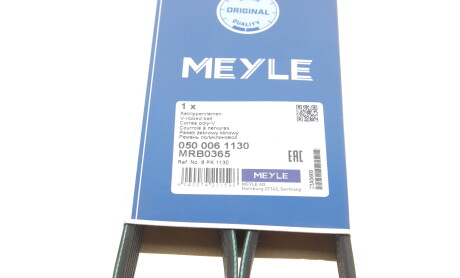 ORIGINAL
QUALITY
MEYLE
1 x
Keilrippenriemen
V-ribbed belt
Correa poly-V
Courroie à nervures
Pasek żebrowy klinowy
Ремень поликлиновой
050 006 1130
MRB0365
Ref. No. 6 PK 1130
EAC
MEYLE
MEYLE AG
Hamburg 22143, Germany